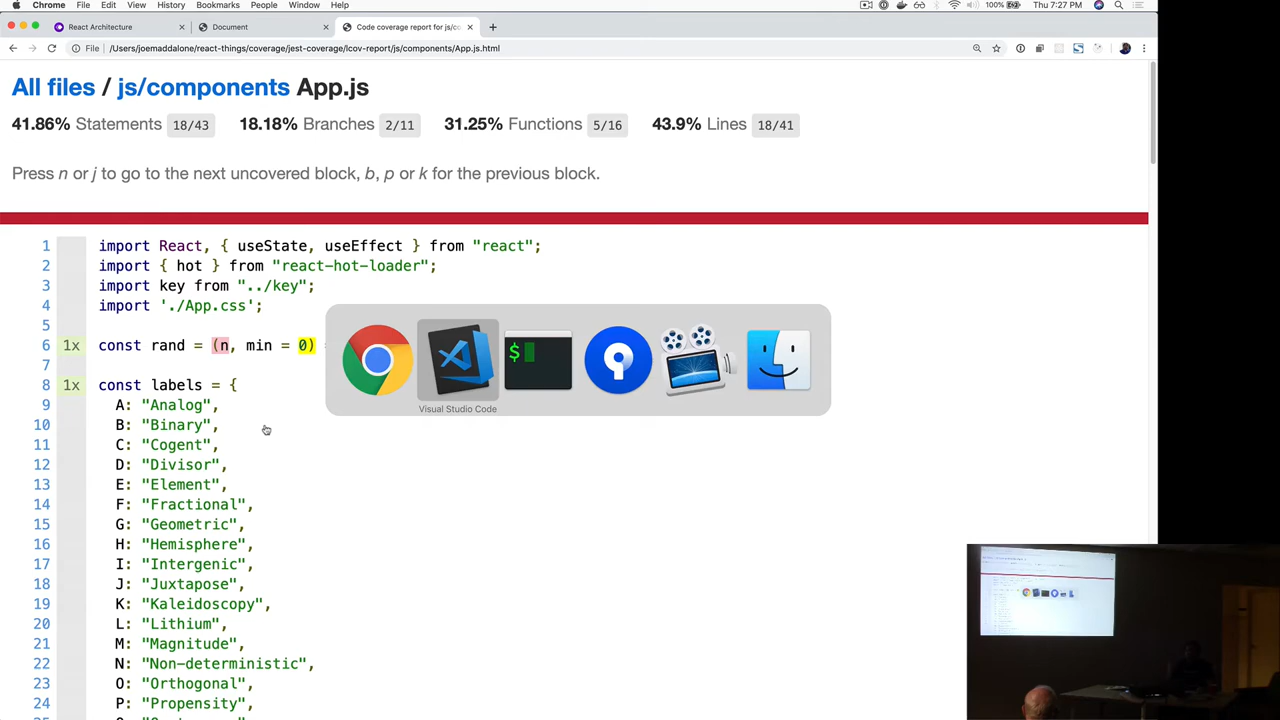 Chrome File Edit View History Bookmarks People Window Help 100% Thu 7:27 PM
React Architecture × Document × Code coverage report for js/co × +
File /Users/joemaddalone/react-things/coverage/jest-coverage/lcov-report/js/components/App.js.html
All files / js/components App.js
41.86% Statements 18/43 18.18% Branches 2/11 31.25% Functions 5/16 43.9% Lines 18/41
Press n or j to go to the next uncovered block, b, p or k for the previous block.
1 import React, { useState, useEffect } from "react";
2 import { hot } from "react-hot-loader";
3 import key from "../key";
4 import './App.css';
5
6 1x const rand = (n, min = 0)
7
8 1x const labels = {
9 A: "Analog",
10 B: "Binary",
11 C: "Cogent",
12 D: "Divisor",
13 E: "Element",
14 F: "Fractional",
15 G: "Geometric",
16 H: "Hemisphere",
17 I: "Intergenic",
18 J: "Juxtapose",
19 K: "Kaleidoscopy",
20 L: "Lithium",
21 M: "Magnitude",
22 N: "Non-deterministic",
23 O: "Orthogonal",
24 P: "Propensity",
$
Visual Studio Code